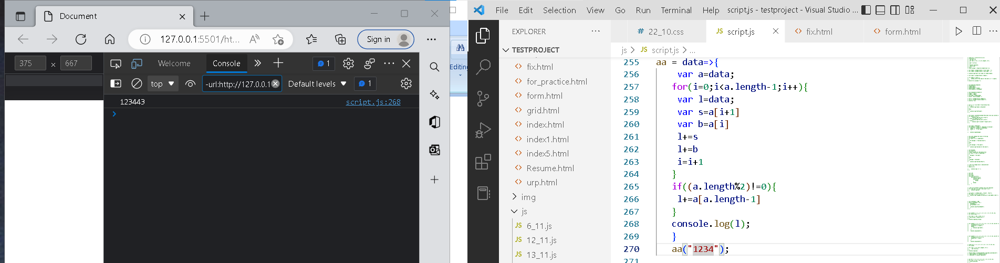 Document
127.0.0.1:5501/ht...
Sign in
375 × 667
Welcome
Console
1
top
-url:http://127.0.0.1
Default levels
1
123443
script.js:268
Editing
File Edit Selection View Go Run Terminal Help
script.js - testproject - Visual Studio ...
EXPLORER
TESTPROJECT
fix.html
for_practice.html
form.html
grid.html
index.html
index1.html
index5.html
Resume.html
urp.html
img
js
JS 6_11.js
JS 12_11.js
JS 13_11.js
# 22_10.css
JS script.js
fix.html
form.html
js > JS script.js > ...
255 aa = data=>{
256 var a=data;
257 for(i=0;i<a.length-1;i++){
258 var l=data;
259 var s=a[i+1]
260 var b=a[i]
261 l+=s
262 l+=b
263 i=i+1
264 }
265 if((a.length%2)!=0){
266 l+=a[a.length-1]
267 }
268 console.log(l);
269 }
270 aa("1234");
271